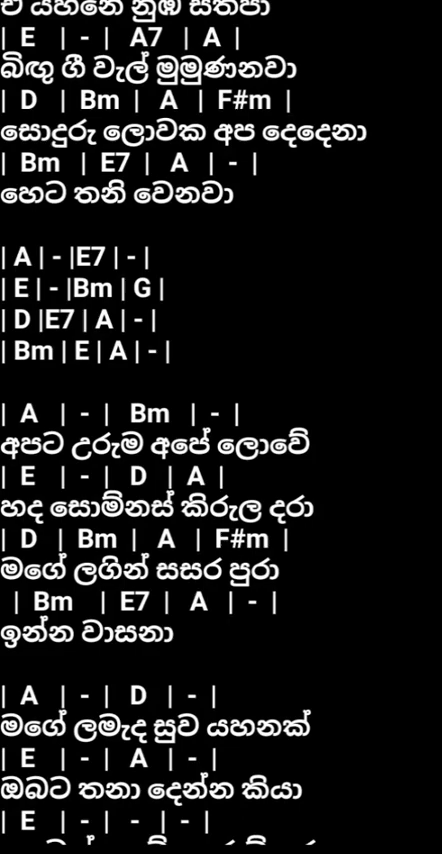 ඒ යහනේ නුඹ සතපා
| E | - | A7 | A |
බිඟු ගී වැල් මුමුණනවා
| D | Bm | A | F#m |
සොදුරු ලොවක අප දෙදෙනා
| Bm | E7 | A | - |
හෙට තනි වෙනවා
| A | - |E7 | - |
| E | - |Bm | G |
| D |E7 | A | - |
| Bm | E | A | - |
| A | - | Bm | - |
අපට උරුම අපේ ලොවේ
| E | - | D | A |
හද සොම්නස් කිරුල දරා
| D | Bm | A | F#m |
මගේ ලගින් සසර පුරා
| Bm | E7 | A | - |
ඉන්න වාසනා
| A | - | D | - |
මගේ ලමැද සුව යහනක්
| E | - | A | - |
ඔබට තනා දෙන්න කියා
| E | - | - | - |